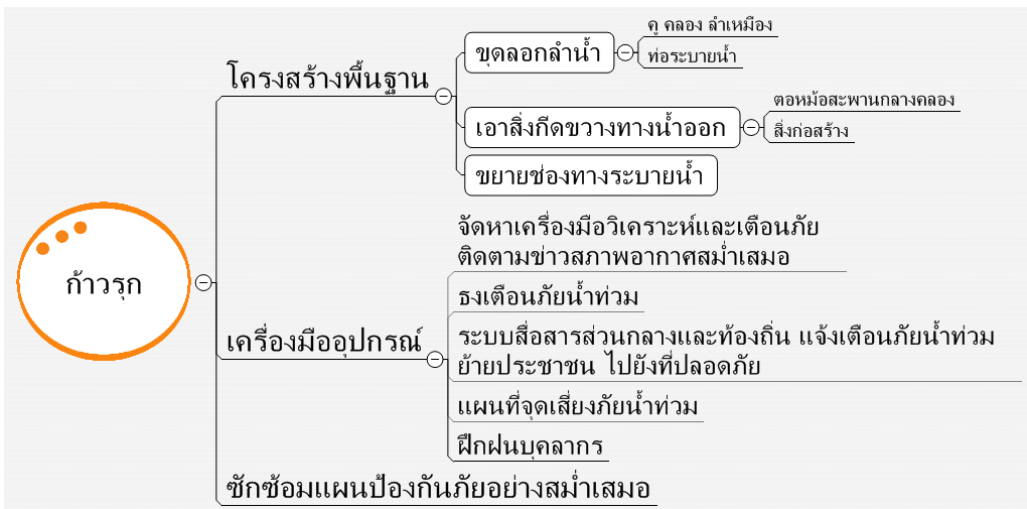 ก้าวรุก
โครงสร้างพื้นฐาน
ขุดลอกลำน้ำ
คู คลอง ลำเหมือง
ท่อระบายน้ำ
เอาสิ่งกีดขวางทางน้ำออก
ตอหม้อสะพานกลางคลอง
สิ่งก่อสร้าง
ขยายช่องทางระบายน้ำ
เครื่องมืออุปกรณ์
จัดหาเครื่องมือวิเคราะห์และเตือนภัย
ติดตามข่าวสภาพอากาศสม่ำเสมอ
ธงเตือนภัยน้ำท่วม
ระบบสื่อสารส่วนกลางและท้องถิ่น แจ้งเตือนภัยน้ำท่วม
ย้ายประชาชน ไปยังที่ปลอดภัย
แผนที่จุดเสี่ยงภัยน้ำท่วม
ฝึกฝนบุคลากร
ซักซ้อมแผนป้องกันภัยอย่างสม่ำเสมอ